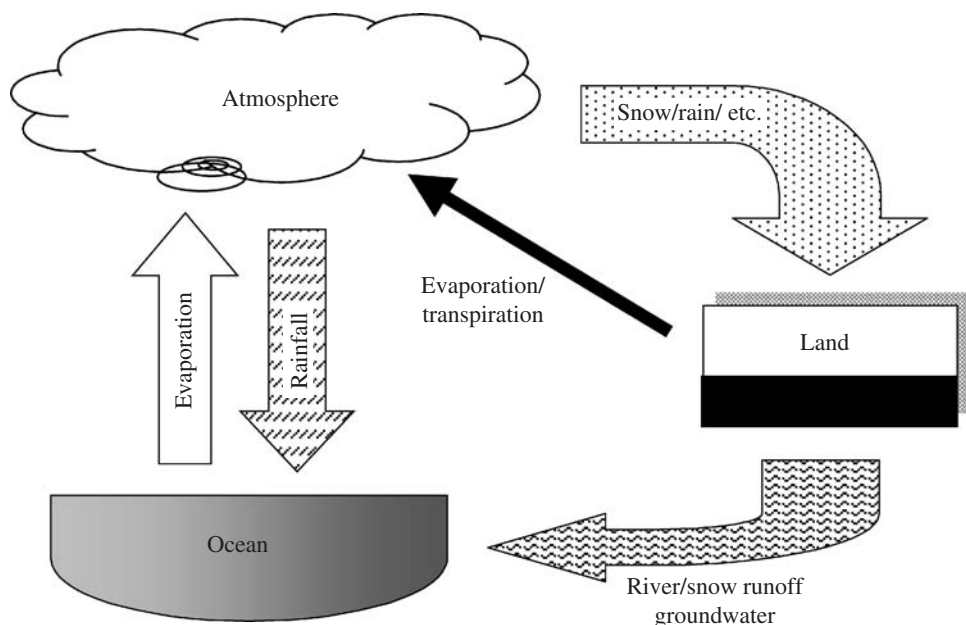 Atmosphere
Snow/rain/ etc.
Evaporation/
transpiration
Evaporation
Rainfall
Land
Ocean
River/snow runoff
groundwater